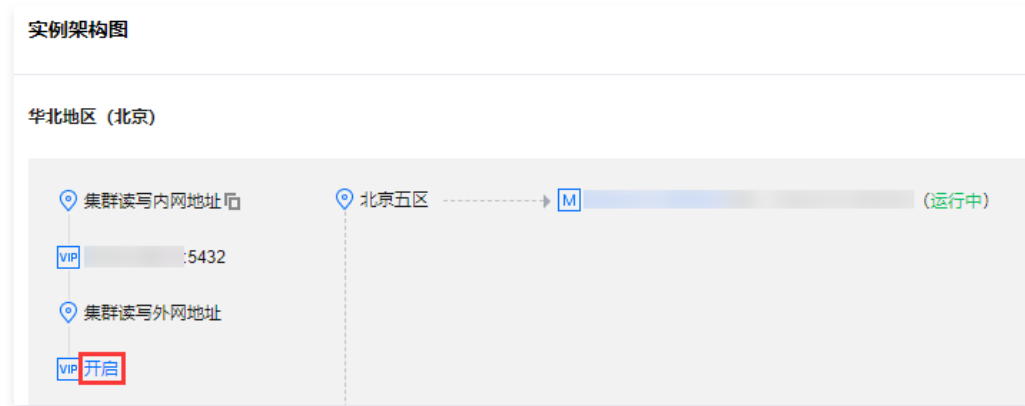 实例架构图
华北地区（北京）
集群读写内网地址 北京五区 M （运行中）
VIP :5432
集群读写外网地址
VIP 开启